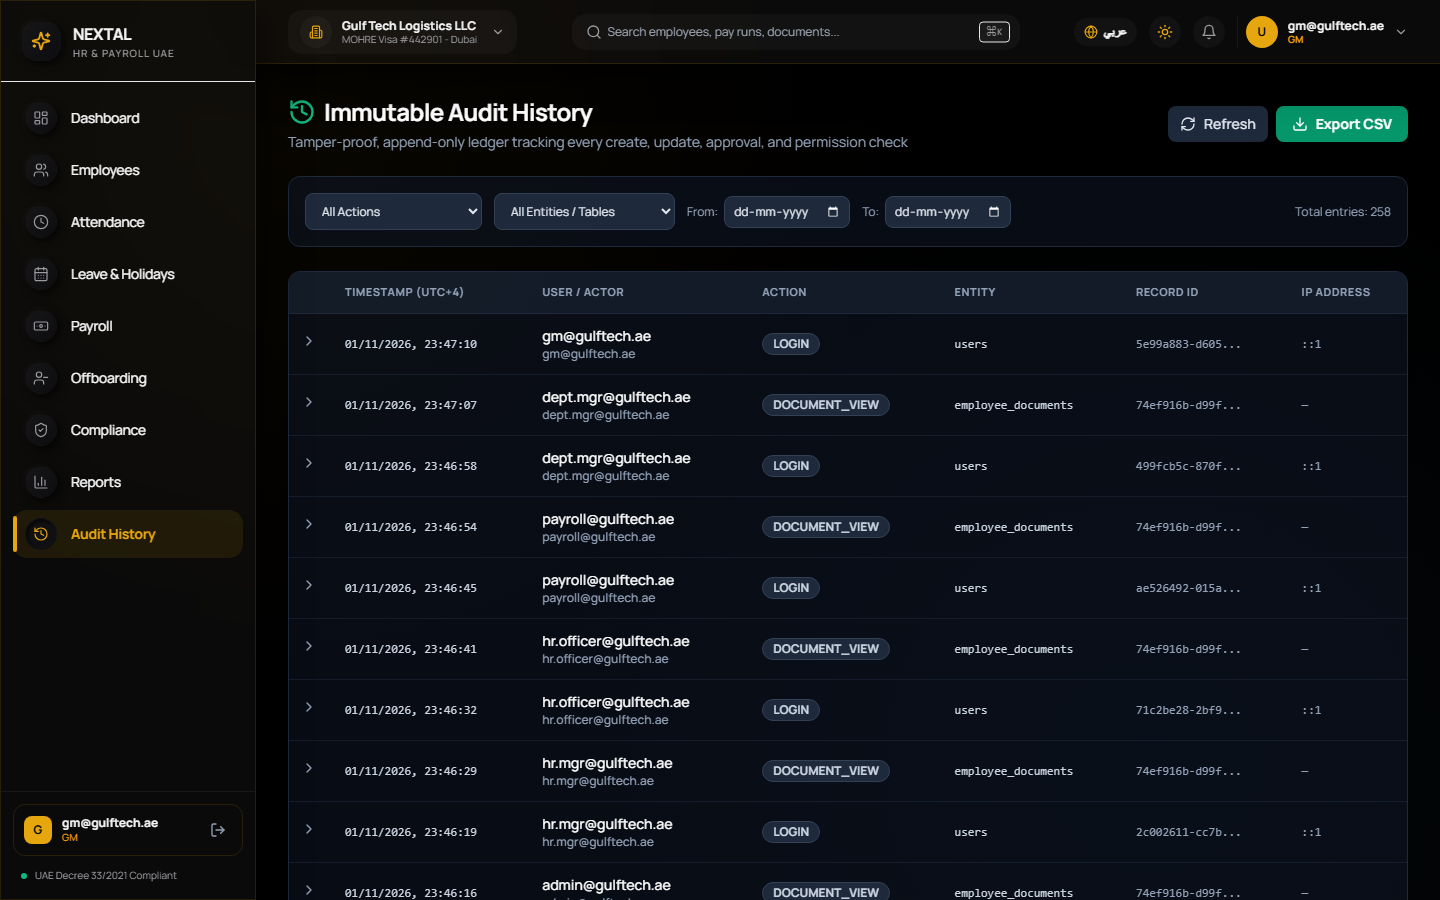 NEXTAL
HR & PAYROLL UAE
Dashboard
Employees
Attendance
Leave & Holidays
Payroll
Offboarding
Compliance
Reports
Audit History
G
gm@gulftech.ae
GM
UAE Decree 33/2021 Compliant
Gulf Tech Logistics LLC
MOHRE Visa #442901 - Dubai
Search employees, pay runs, documents...
⌘K
عربي
U
gm@gulftech.ae
GM
Immutable Audit History
Tamper-proof, append-only ledger tracking every create, update, approval, and permission check
Refresh
Export CSV
All Actions
All Entities / Tables
From:
dd-mm-yyyy
To:
dd-mm-yyyy
Total entries: 258
TIMESTAMP (UTC+4) USER / ACTOR ACTION ENTITY RECORD ID IP ADDRESS
01/11/2026, 23:47:10 gm@gulftech.ae LOGIN users 5e99a883-d605... ::1
gm@gulftech.ae
01/11/2026, 23:47:07 dept.mgr@gulftech.ae DOCUMENT_VIEW employee_documents 74ef916b-d99f... —
dept.mgr@gulftech.ae
01/11/2026, 23:46:58 dept.mgr@gulftech.ae LOGIN users 499fcb5c-870f... ::1
dept.mgr@gulftech.ae
01/11/2026, 23:46:54 payroll@gulftech.ae DOCUMENT_VIEW employee_documents 74ef916b-d99f... —
payroll@gulftech.ae
01/11/2026, 23:46:45 payroll@gulftech.ae LOGIN users ae526492-015a... ::1
payroll@gulftech.ae
01/11/2026, 23:46:41 hr.officer@gulftech.ae DOCUMENT_VIEW employee_documents 74ef916b-d99f... —
hr.officer@gulftech.ae
01/11/2026, 23:46:32 hr.officer@gulftech.ae LOGIN users 71c2be28-2bf9... ::1
hr.officer@gulftech.ae
01/11/2026, 23:46:29 hr.mgr@gulftech.ae DOCUMENT_VIEW employee_documents 74ef916b-d99f... —
hr.mgr@gulftech.ae
01/11/2026, 23:46:19 hr.mgr@gulftech.ae LOGIN users 2c002611-cc7b... ::1
hr.mgr@gulftech.ae
01/11/2026, 23:46:16 admin@gulftech.ae DOCUMENT_VIEW employee_documents 74ef916b-d99f... —